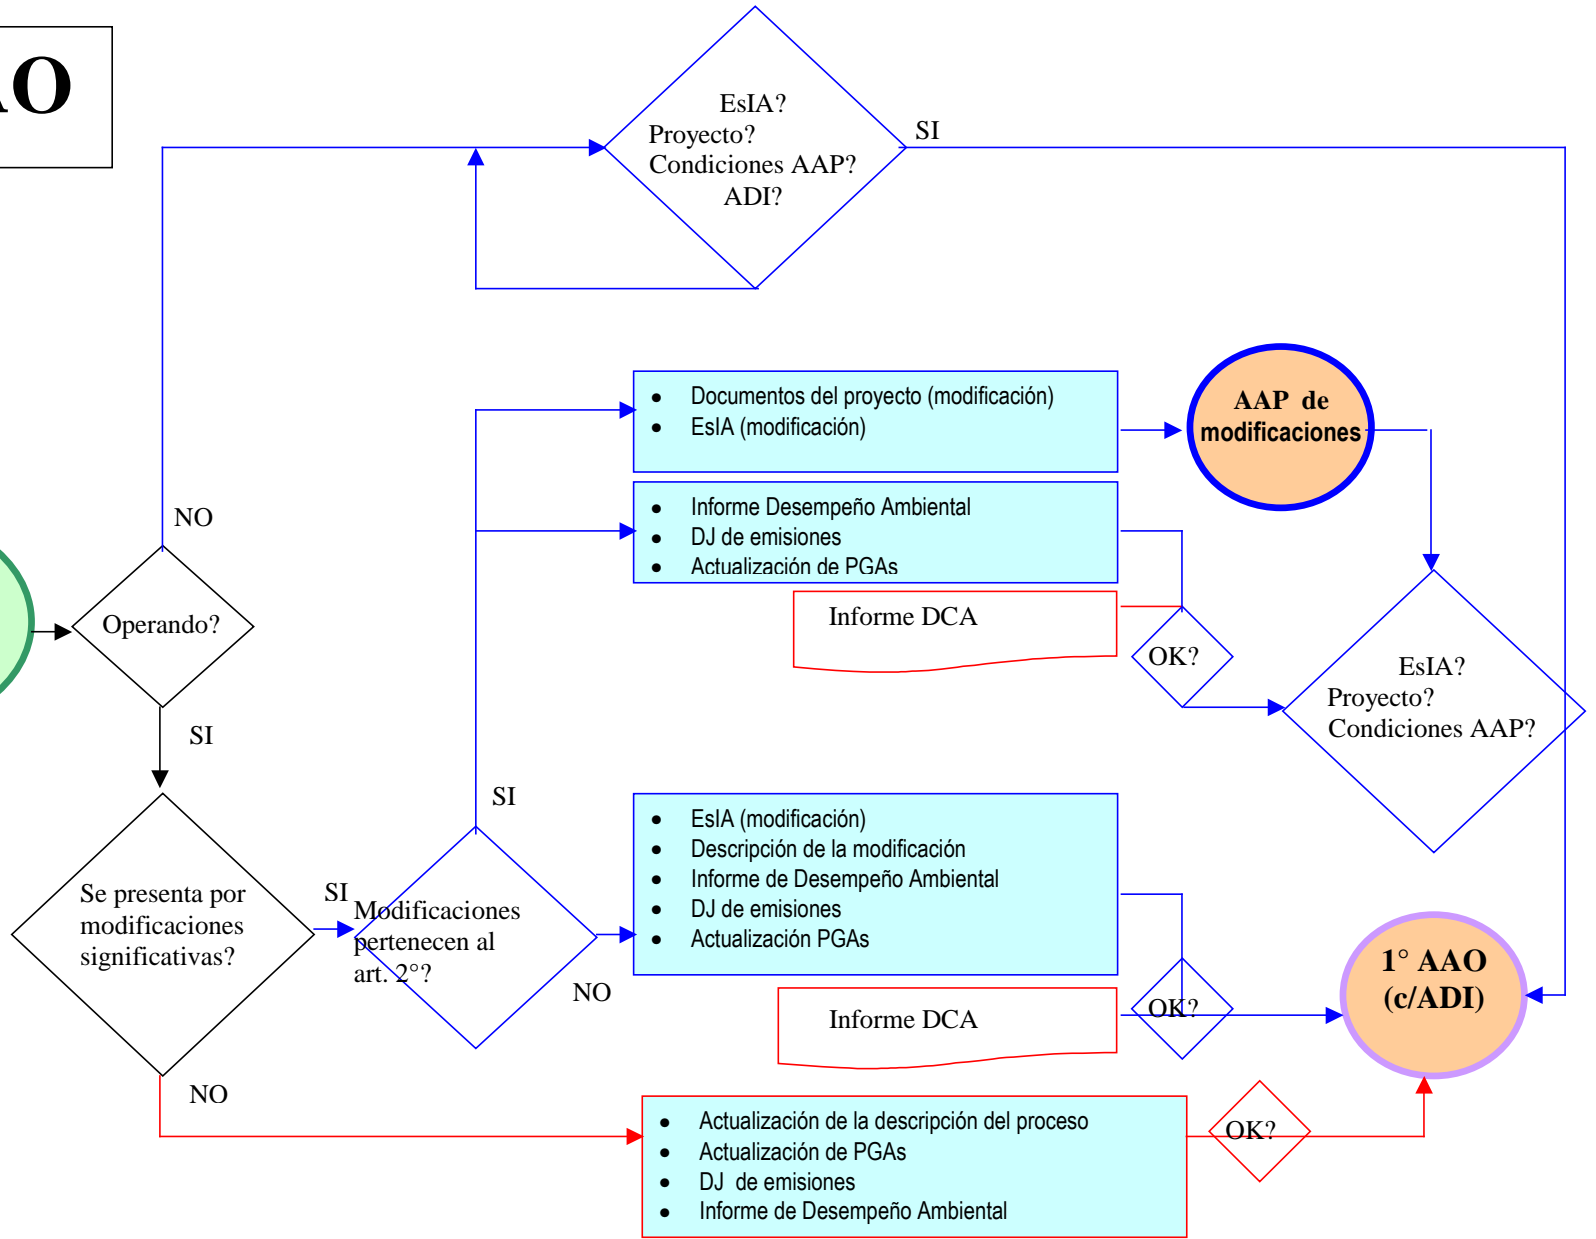 AO
EsIA?
Proyecto?
Condiciones AAP?
ADI?
SI
Documentos del proyecto (modificación)
EsIA (modificación)
AAP de
modificaciones
Informe Desempeño Ambiental
DJ de emisiones
Actualización de PGAs
NO
Operando?
Informe DCA
OK?
EsIA?
Proyecto?
Condiciones AAP?
SI
SI
EsIA (modificación)
Descripción de la modificación
Informe de Desempeño Ambiental
DJ de emisiones
Actualización PGAs
Se presenta por
modificaciones
significativas?
SI
Modificaciones
pertenecen al
art. 2°?
NO
1° AAO
(c/ADI)
Informe DCA
OK?
NO
Actualización de la descripción del proceso
Actualización de PGAs
DJ de emisiones
Informe de Desempeño Ambiental
OK?